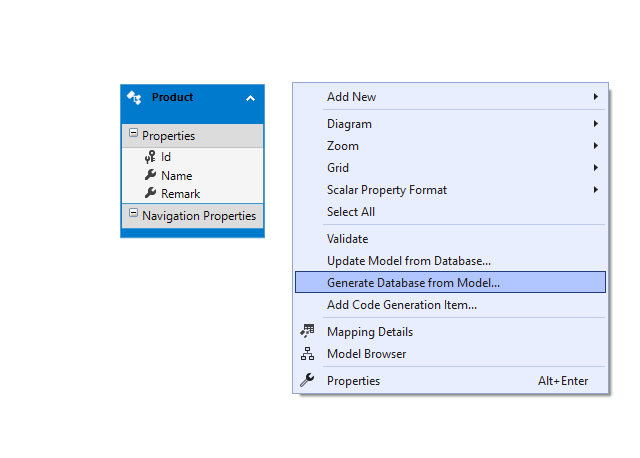 Product
Properties
Id
Name
Remark
Navigation Properties
Add New
Diagram
Zoom
Grid
Scalar Property Format
Select All
Validate
Update Model from Database...
Generate Database from Model...
Add Code Generation Item...
Mapping Details
Model Browser
Properties Alt+Enter